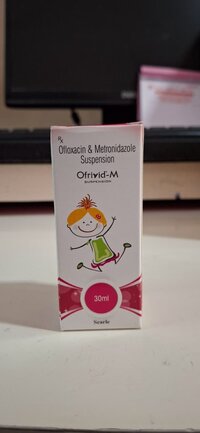 Rx
Ofloxacin & Metronidazole
Suspension
Ofrivid-M
SUSPENSION
30ml
Searle